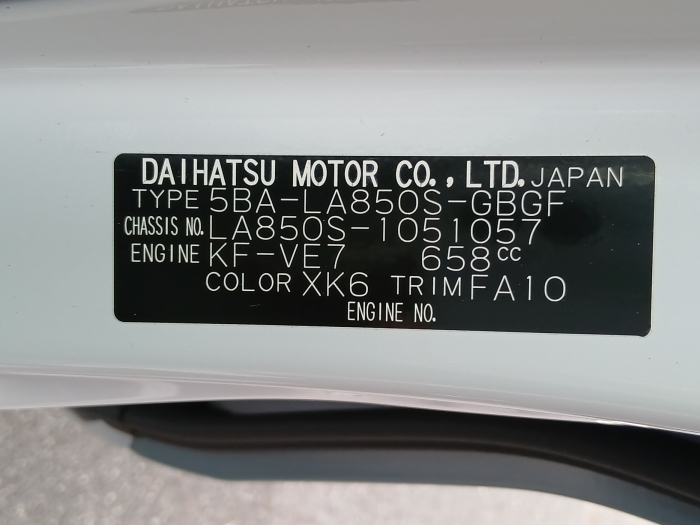 DAIHATSU MOTOR CO., LTD. JAPAN
TYPE 5BA-LA850S-GBGF
CHASSIS NO. LA850S-1051057
ENGINE KF-VE7 658cc
COLOR XK6 TRIM FA10
ENGINE NO.